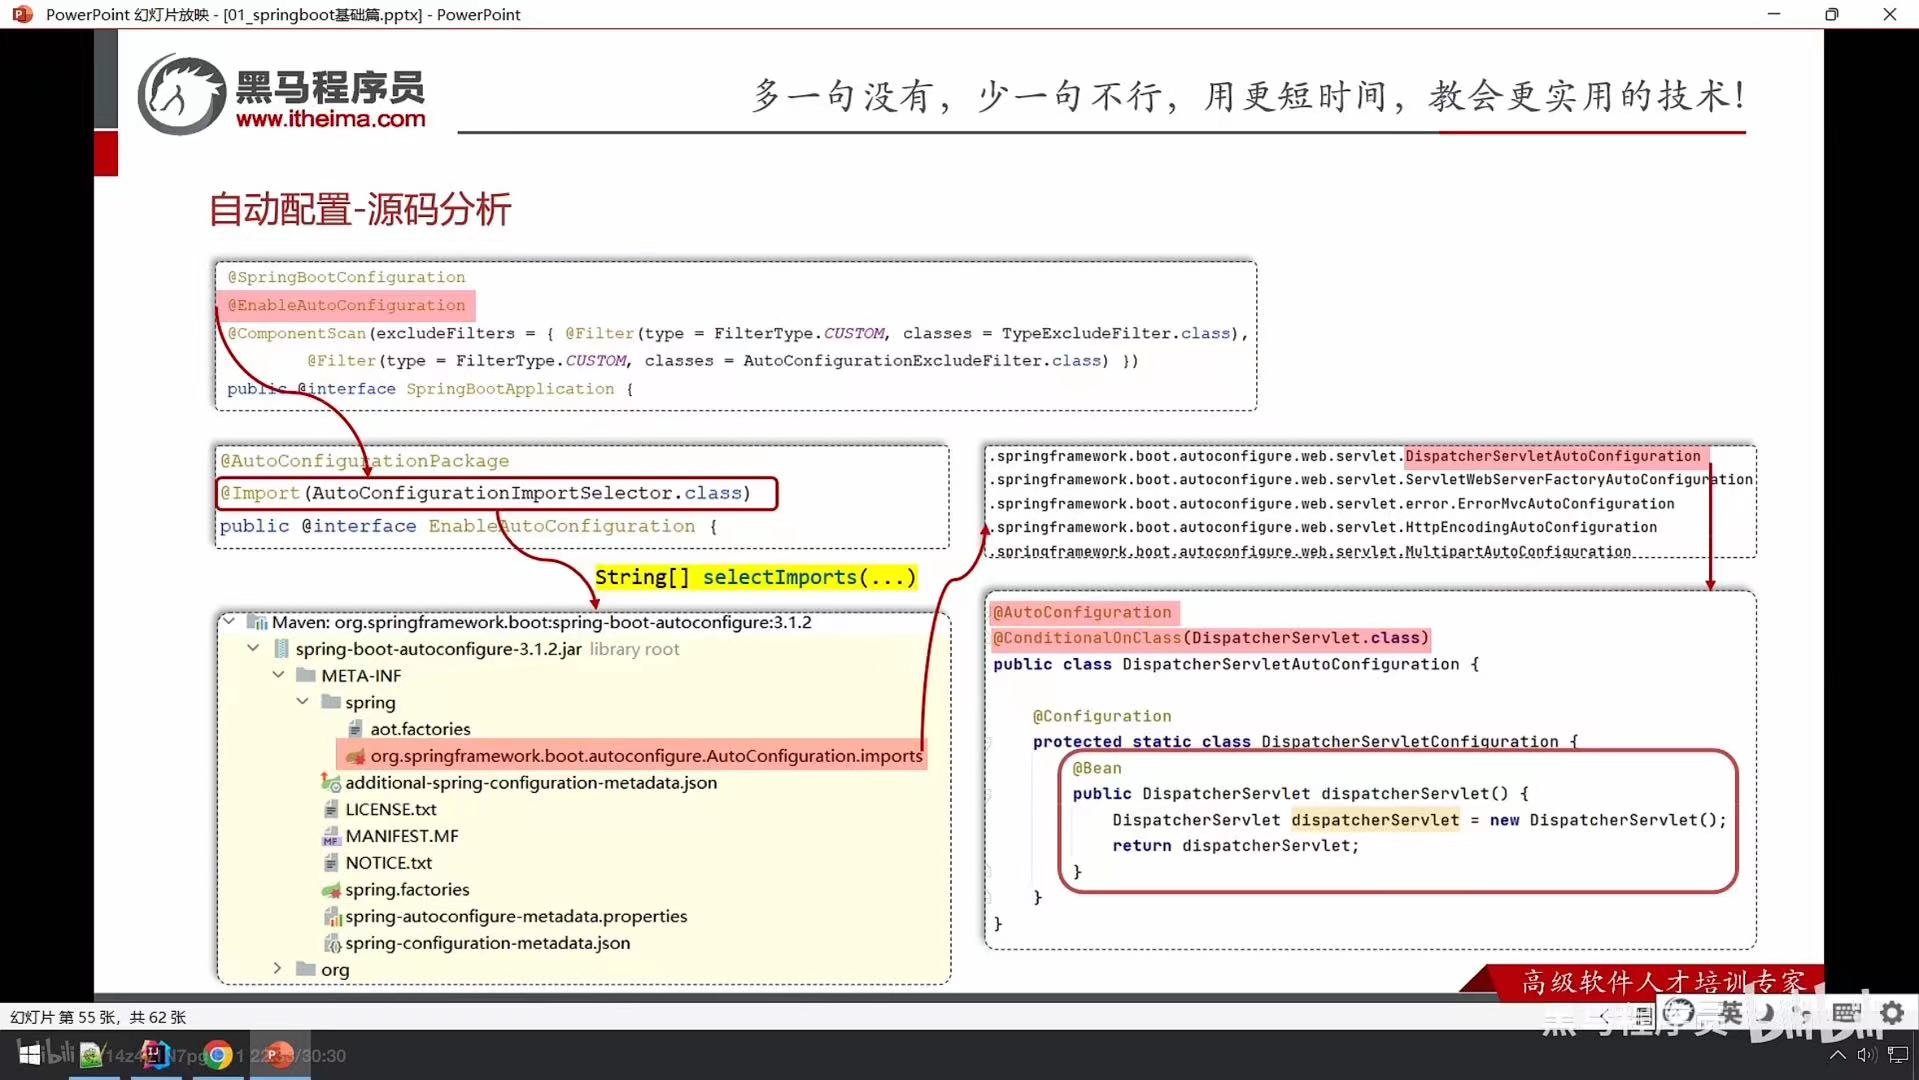 PowerPoint 幻灯片放映 - [01_springboot基础篇.pptx] - PowerPoint
黑马程序员
www.itheima.com
多一句没有，少一句不行，用更短时间，教会更实用的技术！
自动配置-源码分析
@SpringBootConfiguration
@EnableAutoConfiguration
@ComponentScan(excludeFilters = { @Filter(type = FilterType.CUSTOM, classes = TypeExcludeFilter.class),
@Filter(type = FilterType.CUSTOM, classes = AutoConfigurationExcludeFilter.class) })
public @interface SpringBootApplication {
@AutoConfigurationPackage
@Import(AutoConfigurationImportSelector.class)
public @interface EnableAutoConfiguration {
String[] selectImports(...)
Maven: org.springframework.boot:spring-boot-autoconfigure:3.1.2
spring-boot-autoconfigure-3.1.2.jar library root
META-INF
spring
aot.factories
org.springframework.boot.autoconfigure.AutoConfiguration.imports
additional-spring-configuration-metadata.json
LICENSE.txt
MANIFEST.MF
NOTICE.txt
spring.factories
spring-autoconfigure-metadata.properties
spring-configuration-metadata.json
org
.springframework.boot.autoconfigure.web.servlet.DispatcherServletAutoConfiguration
.springframework.boot.autoconfigure.web.servlet.ServletWebServerFactoryAutoConfiguration
.springframework.boot.autoconfigure.web.servlet.error.ErrorMvcAutoConfiguration
.springframework.boot.autoconfigure.web.servlet.HttpEncodingAutoConfiguration
.springframework.boot.autoconfigure.web.servlet.MultipartAutoConfiguration
@AutoConfiguration
@ConditionalOnClass(DispatcherServlet.class)
public class DispatcherServletAutoConfiguration {
@Configuration
protected static class DispatcherServletConfiguration {
@Bean
public DispatcherServlet dispatcherServlet() {
DispatcherServlet dispatcherServlet = new DispatcherServlet();
return dispatcherServlet;
}
}
}
高级软件人才培训专家
幻灯片 第 55 张，共 62 张
黑马程序员 bilibili
英
bilibili
/30:30